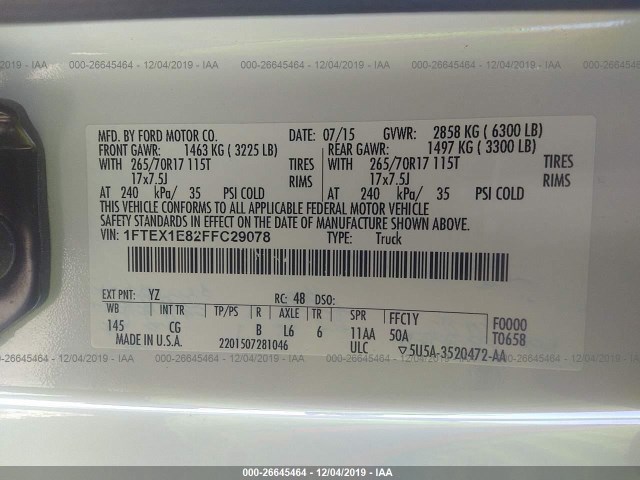 000-26645464 - 12/04/2019 - IAA
MFD. BY FORD MOTOR CO. DATE: 07/15 GVWR: 2858 KG ( 6300 LB)
FRONT GAWR: 1463 KG ( 3225 LB) REAR GAWR: 1497 KG ( 3300 LB)
WITH 265/70R17 115T TIRES WITH 265/70R17 115T TIRES
17x7.5J RIMS 17x7.5J RIMS
AT 240 kPa/ 35 PSI COLD AT 240 kPa/ 35 PSI COLD
THIS VEHICLE CONFORMS TO ALL APPLICABLE FEDERAL MOTOR VEHICLE
SAFETY STANDARDS IN EFFECT ON THE DATE OF MANUFACTURE SHOWN ABOVE.
VIN: 1FTEX1E82FFC29078 TYPE: Truck
EXT PNT: YZ RC: 48 DSO:
WB INT TR TP/PS R AXLE TR SPR FFC1Y F0000
145 CG B L6 6 11AA 50A T0658
MADE IN U.S.A. 2201507281046 ULC ▽5U5A-3520472-AA
000-26645464 - 12/04/2019 - IAA